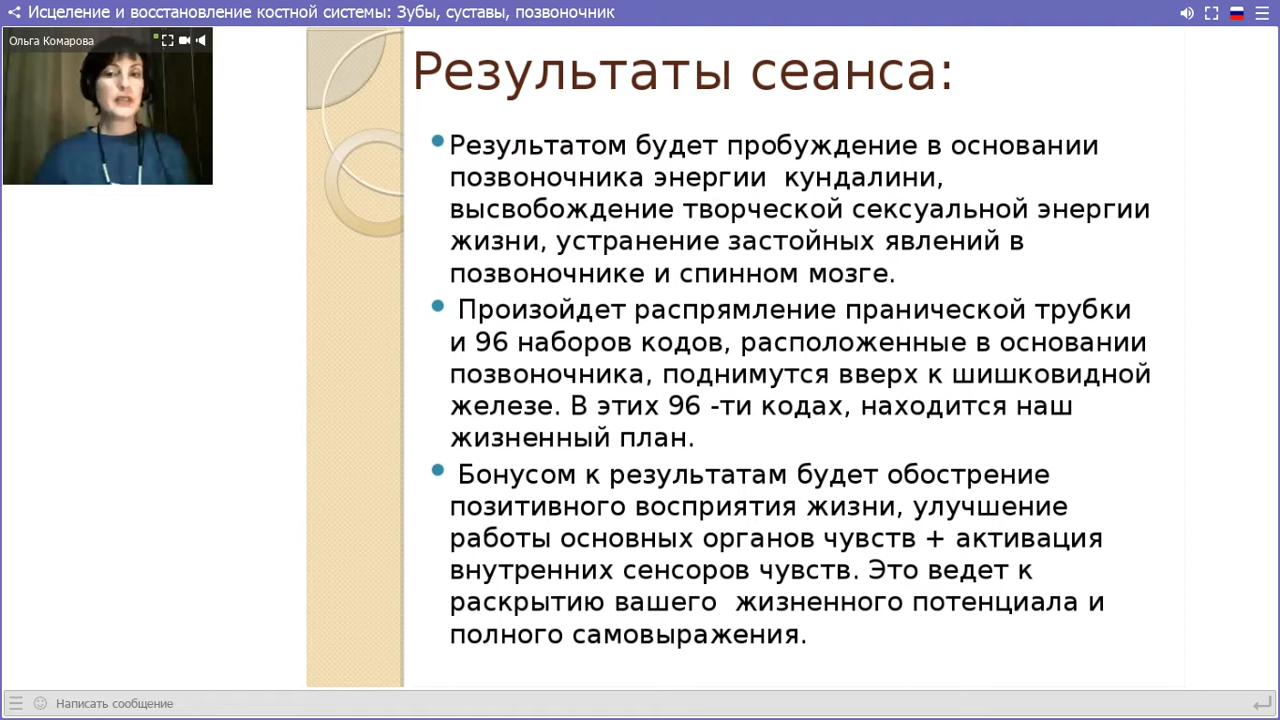 Исцеление и восстановление костной системы: Зубы, суставы, позвоночник
Ольга Комарова
Результаты сеанса:
Результатом будет пробуждение в основании
позвоночника энергии кундалини,
высвобождение творческой сексуальной энергии
жизни, устранение застойных явлений в
позвоночнике и спинном мозге.
Произойдет распрямление пранической трубки
и 96 наборов кодов, расположенные в основании
позвоночника, поднимутся вверх к шишковидной
железе. В этих 96 -ти кодах, находится наш
жизненный план.
Бонусом к результатам будет обострение
позитивного восприятия жизни, улучшение
работы основных органов чувств + активация
внутренних сенсоров чувств. Это ведет к
раскрытию вашего жизненного потенциала и
полного самовыражения.
Написать сообщение